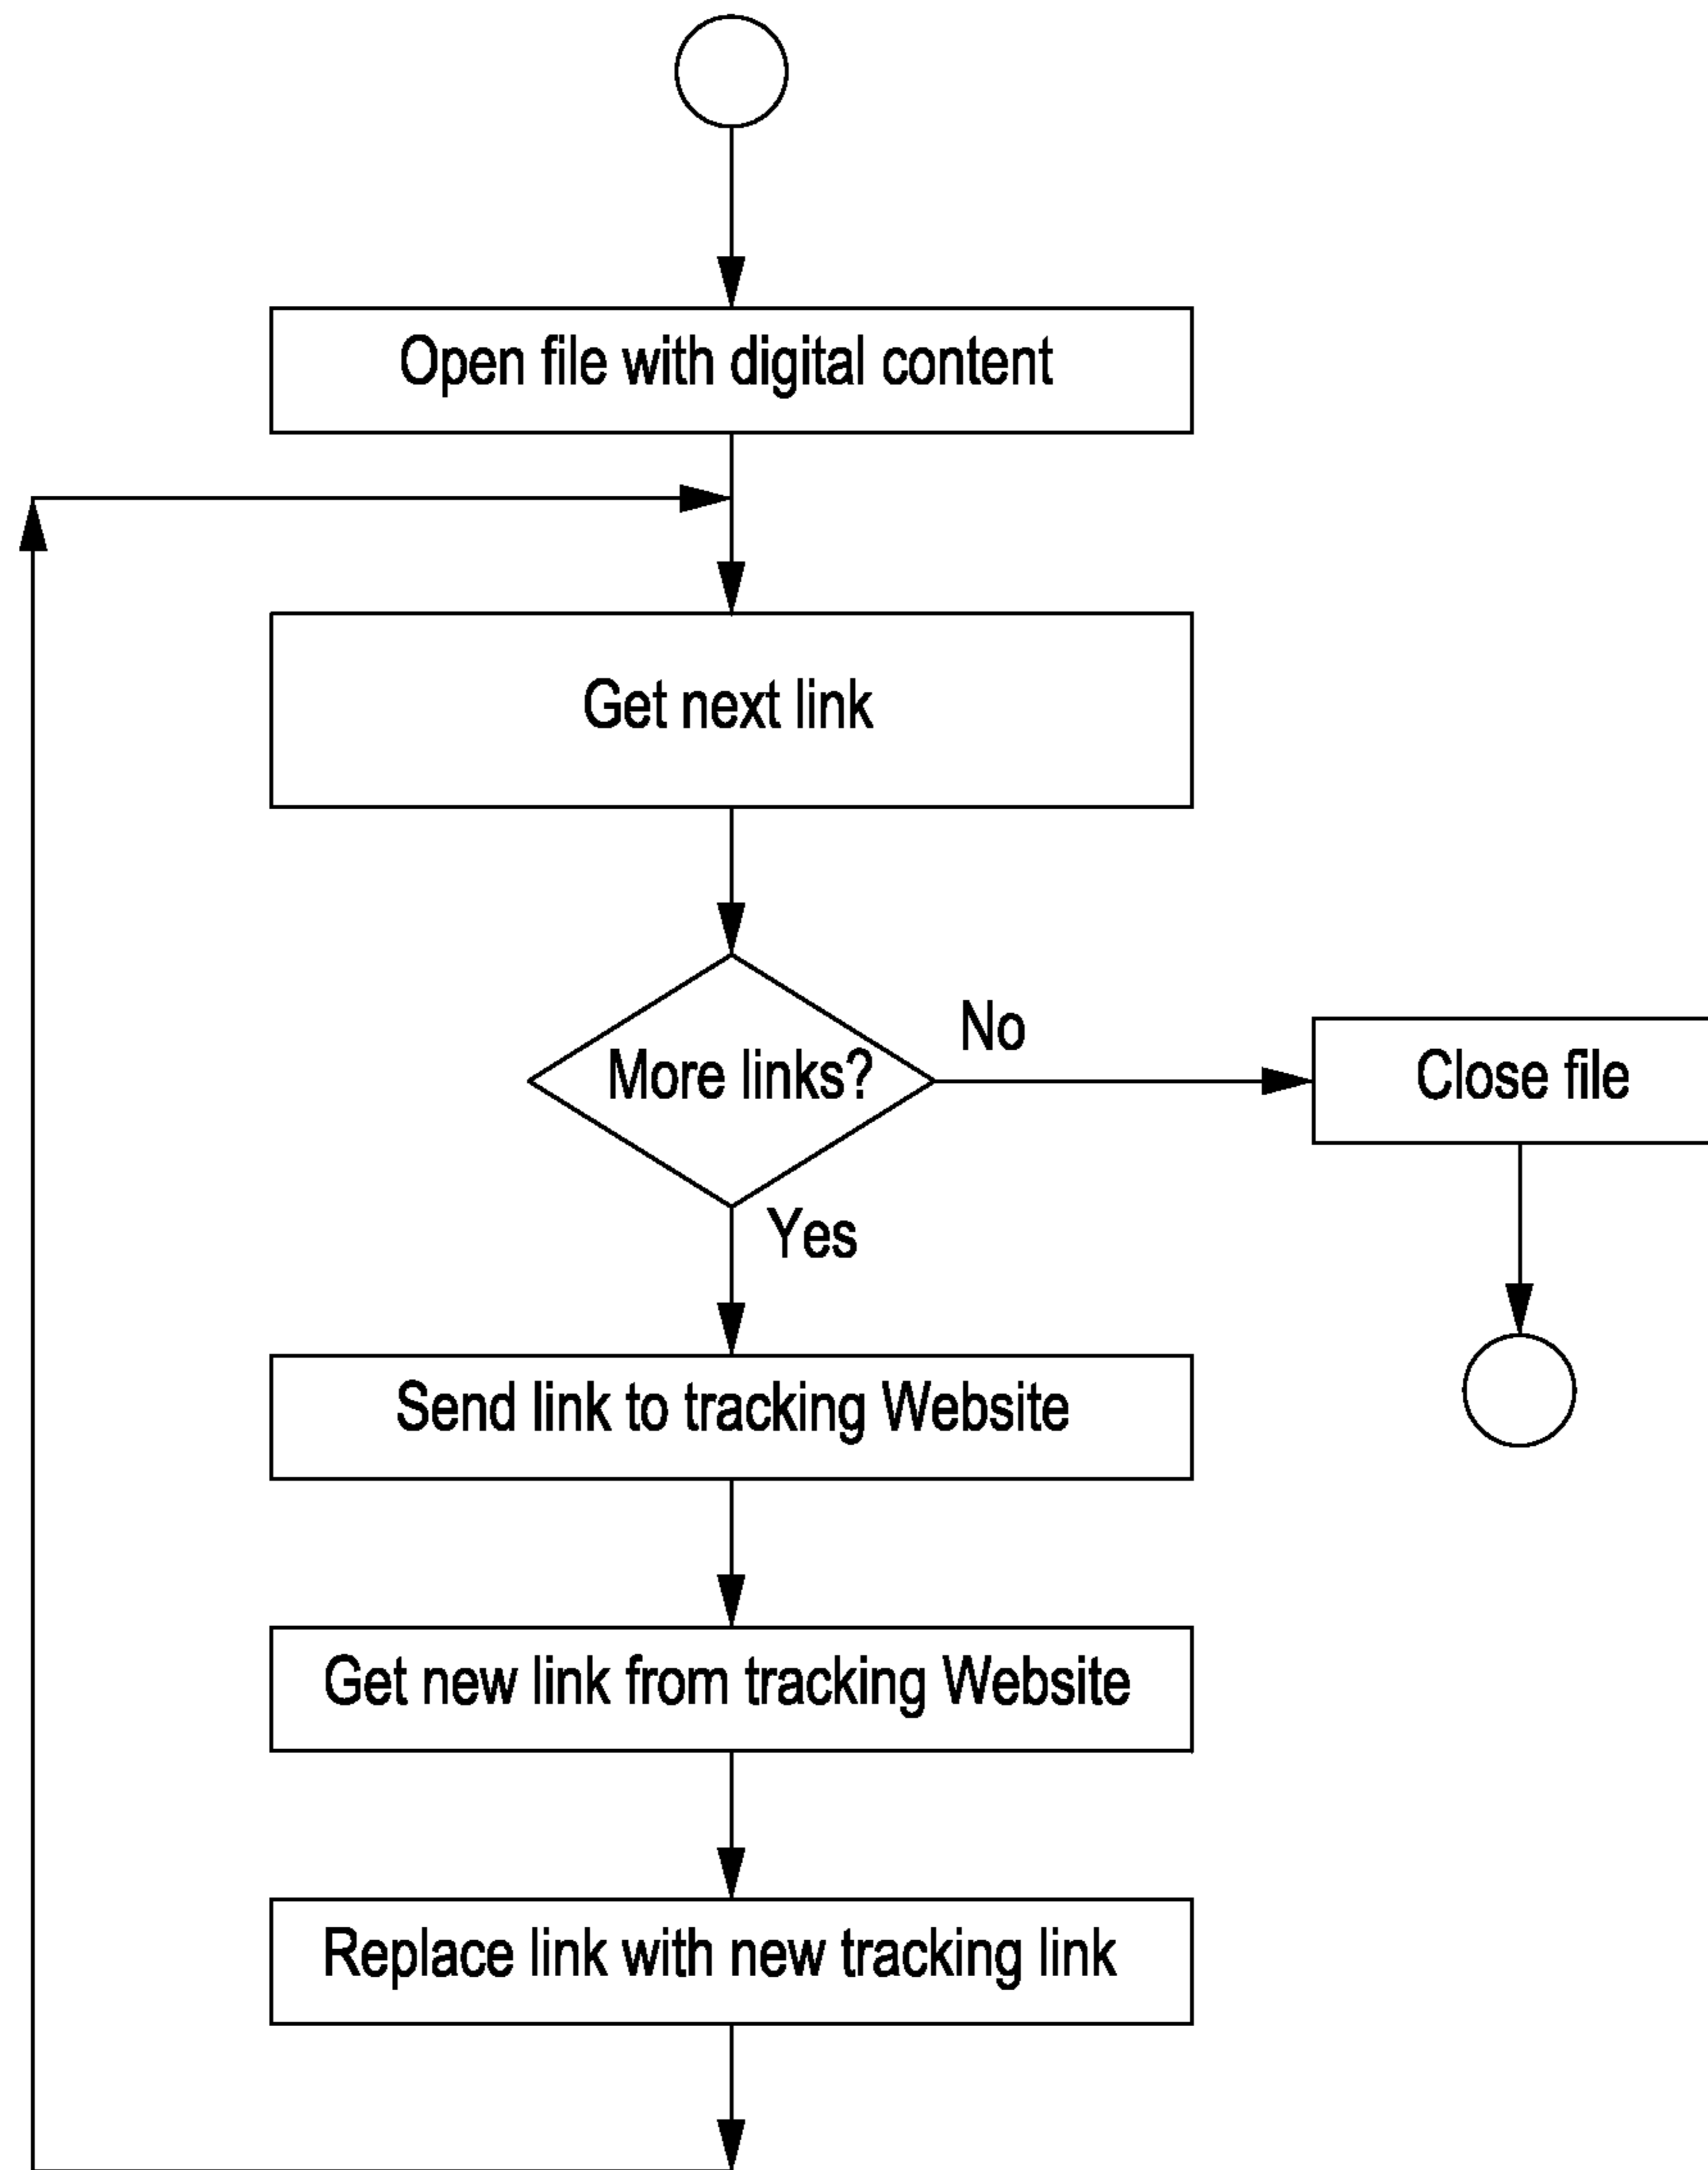 Open file with digital content
Get next link
More links?
No
Close file
Yes
Send link to tracking Website
Get new link from tracking Website
Replace link with new tracking link